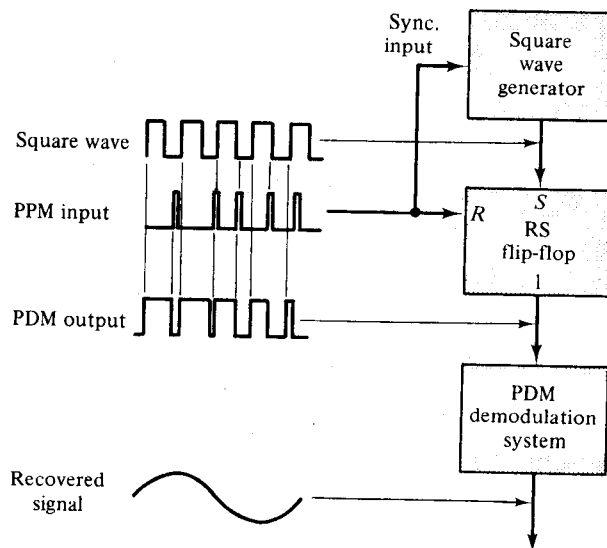 Sync.
input
Square
wave
generator
Square wave
PPM input
R
S
RS
flip-flop
1
PDM output
PDM
demodulation
system
Recovered
signal